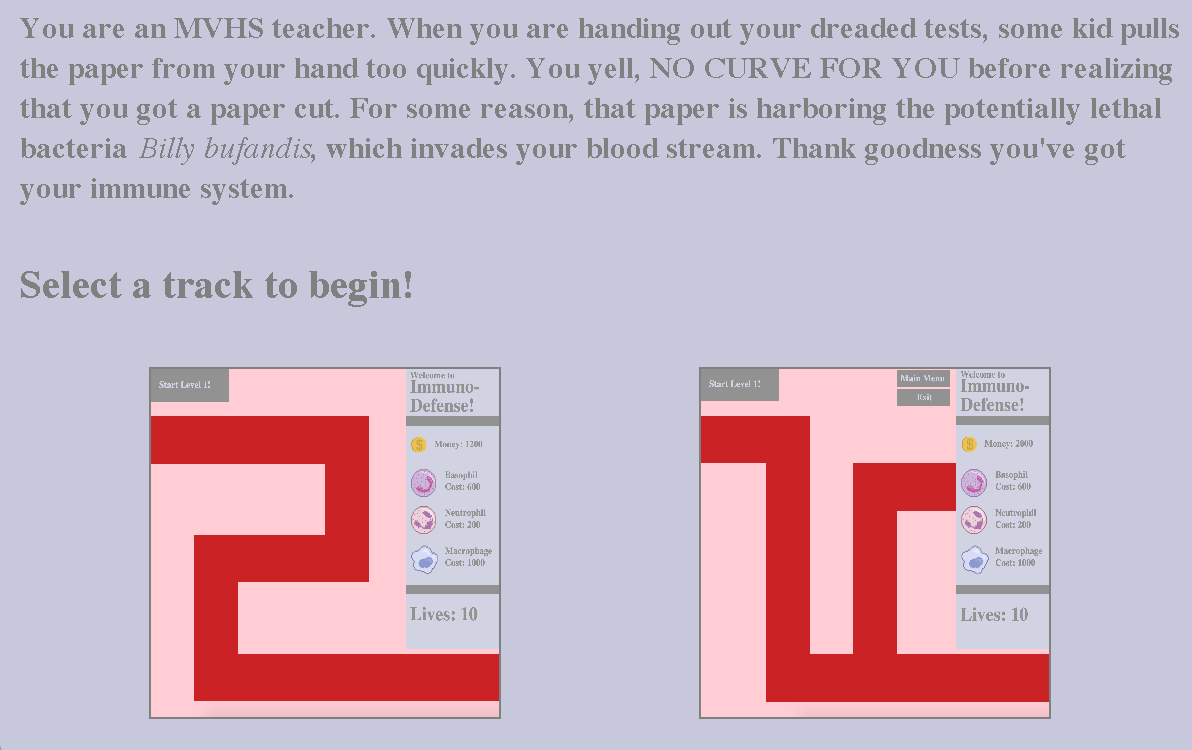 You are an MVHS teacher. When you are handing out your dreaded tests, some kid pulls
the paper from your hand too quickly. You yell, NO CURVE FOR YOU before realizing
that you got a paper cut. For some reason, that paper is harboring the potentially lethal
bacteria Billy bufandis, which invades your blood stream. Thank goodness you've got
your immune system.
Select a track to begin!
Start Level 1!
Welcome to
Immuno-
Defense!
Money: 1200
Basophil
Cost: 600
Neutrophil
Cost: 200
Macrophage
Cost: 1000
Lives: 10
Start Level 1!
Main Menu
Exit
Welcome to
Immuno-
Defense!
Money: 2000
Basophil
Cost: 600
Neutrophil
Cost: 200
Macrophage
Cost: 1000
Lives: 10